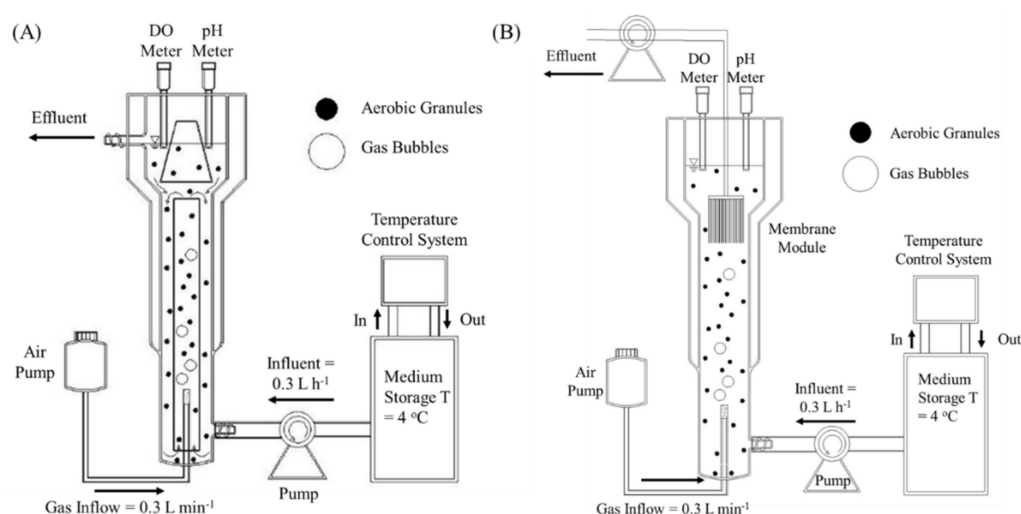 (A)
DO
Meter
pH
Meter
Effluent
Aerobic Granules
Gas Bubbles
Temperature
Control System
In
Out
Air
Pump
Influent =
0.3 L h-1
Medium
Storage T
= 4 °C
Pump
Gas Inflow = 0.3 L min-1
(B)
Effluent
DO
Meter
pH
Meter
Aerobic Granules
Gas Bubbles
Membrane
Module
Temperature
Control System
In
Out
Air
Pump
Influent =
0.3 L h-1
Medium
Storage T
= 4 °C
Pump
Gas Inflow = 0.3 L min-1